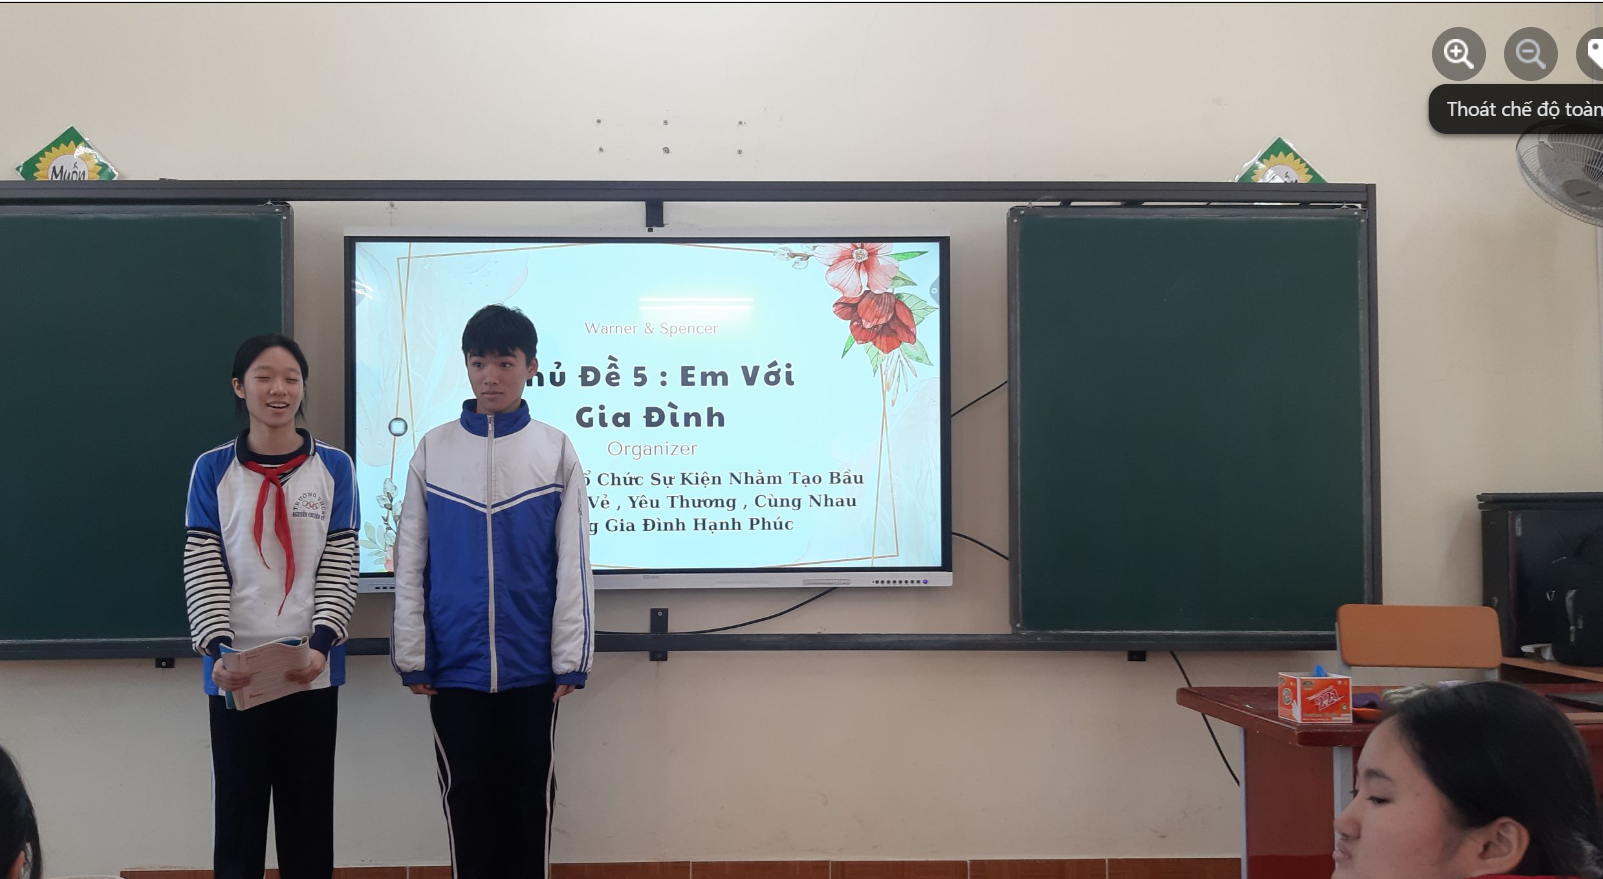 Thoát chế độ toàn
Muốn
Warner & Spencer
Đề 5 : Em Với
Gia Đình
Organizer
Chức Sự Kiện Nhằm Tạo Bầu
Vẻ , Yêu Thương , Cùng Nhau
Gia Đình Hạnh Phúc
TRƯỜNG